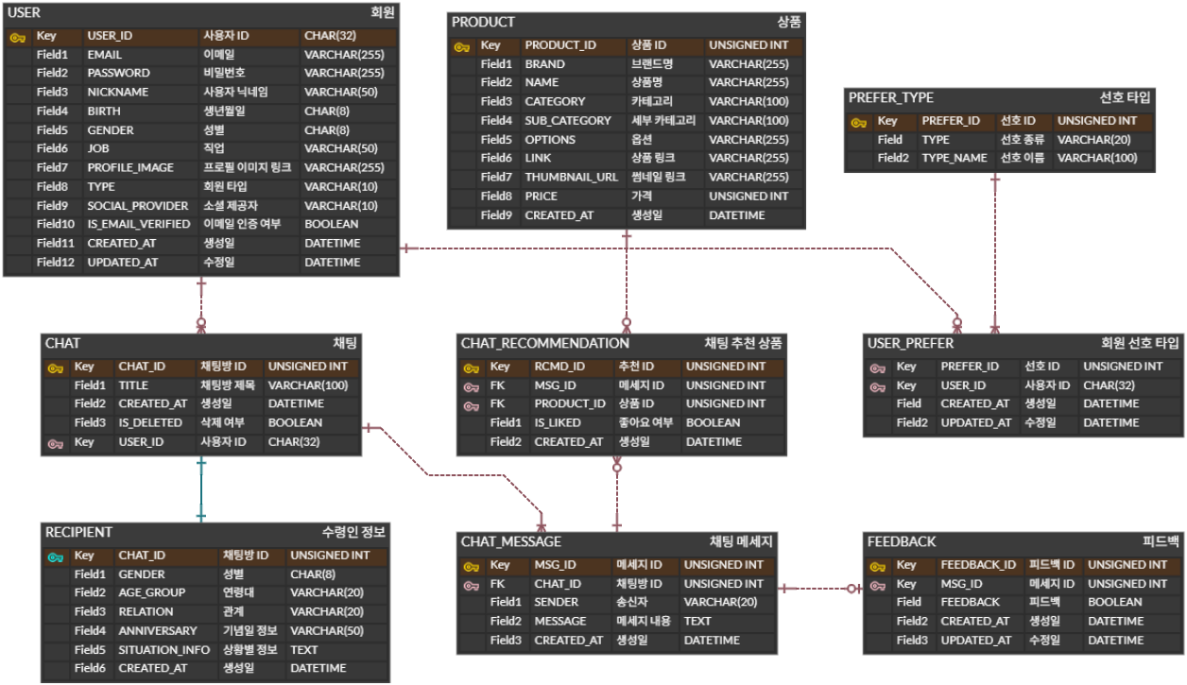 USER 회원
Key USER_ID 사용자 ID CHAR(32)
Field1 EMAIL 이메일 VARCHAR(255)
Field2 PASSWORD 비밀번호 VARCHAR(255)
Field3 NICKNAME 사용자 닉네임 VARCHAR(50)
Field4 BIRTH 생년월일 CHAR(8)
Field5 GENDER 성별 CHAR(8)
Field6 JOB 직업 VARCHAR(50)
Field7 PROFILE_IMAGE 프로필 이미지 링크 VARCHAR(255)
Field8 TYPE 회원 타입 VARCHAR(10)
Field9 SOCIAL_PROVIDER 소셜 제공자 VARCHAR(10)
Field10 IS_EMAIL_VERIFIED 이메일 인증 여부 BOOLEAN
Field11 CREATED_AT 생성일 DATETIME
Field12 UPDATED_AT 수정일 DATETIME
PRODUCT 상품
Key PRODUCT_ID 상품 ID UNSIGNED INT
Field1 BRAND 브랜드명 VARCHAR(255)
Field2 NAME 상품명 VARCHAR(255)
Field3 CATEGORY 카테고리 VARCHAR(100)
Field4 SUB_CATEGORY 세부 카테고리 VARCHAR(100)
Field5 OPTIONS 옵션 VARCHAR(255)
Field6 LINK 상품 링크 VARCHAR(255)
Field7 THUMBNAIL_URL 썸네일 링크 VARCHAR(255)
Field8 PRICE 가격 UNSIGNED INT
Field9 CREATED_AT 생성일 DATETIME
PREFER_TYPE 선호 타입
Key PREFER_ID 선호 ID UNSIGNED INT
Field TYPE 선호 종류 VARCHAR(20)
Field2 TYPE_NAME 선호 이름 VARCHAR(100)
CHAT 채팅
Key CHAT_ID 채팅방 ID UNSIGNED INT
Field1 TITLE 채팅방 제목 VARCHAR(100)
Field2 CREATED_AT 생성일 DATETIME
Field3 IS_DELETED 삭제 여부 BOOLEAN
Key USER_ID 사용자 ID CHAR(32)
CHAT_RECOMMENDATION 채팅 추천 상품
Key RCMD_ID 추천 ID UNSIGNED INT
FK MSG_ID 메세지 ID UNSIGNED INT
FK PRODUCT_ID 상품 ID UNSIGNED INT
Field1 IS_LIKED 좋아요 여부 BOOLEAN
Field2 CREATED_AT 생성일 DATETIME
USER_PREFER 회원 선호 타입
Key PREFER_ID 선호 ID UNSIGNED INT
Key USER_ID 사용자 ID CHAR(32)
Field CREATED_AT 생성일 DATETIME
Field2 UPDATED_AT 수정일 DATETIME
RECIPIENT 수령인 정보
Key CHAT_ID 채팅방 ID UNSIGNED INT
Field1 GENDER 성별 CHAR(8)
Field2 AGE_GROUP 연령대 VARCHAR(20)
Field3 RELATION 관계 VARCHAR(20)
Field4 ANNIVERSARY 기념일 정보 VARCHAR(50)
Field5 SITUATION_INFO 상황별 정보 TEXT
Field6 CREATED_AT 생성일 DATETIME
CHAT_MESSAGE 채팅 메세지
Key MSG_ID 메세지 ID UNSIGNED INT
FK CHAT_ID 채팅방 ID UNSIGNED INT
Field1 SENDER 송신자 VARCHAR(20)
Field2 MESSAGE 메세지 내용 TEXT
Field3 CREATED_AT 생성일 DATETIME
FEEDBACK 피드백
Key FEEDBACK_ID 피드백 ID UNSIGNED INT
Key MSG_ID 메세지 ID UNSIGNED INT
Field FEEDBACK 피드백 BOOLEAN
Field2 CREATED_AT 생성일 DATETIME
Field3 UPDATED_AT 수정일 DATETIME